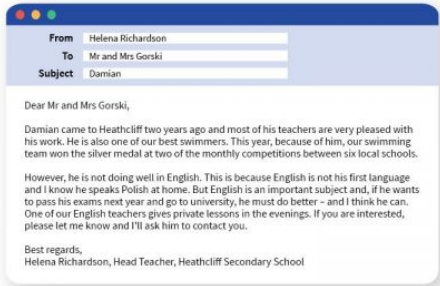 From Helena Richardson
To Mr and Mrs Gorski
Subject Damian
Dear Mr and Mrs Gorski,
Damian came to Heathcliff two years ago and most of his teachers are very pleased with
his work. He is also one of our best swimmers. This year, because of him, our swimming
team won the silver medal at two of the monthly competitions between six local schools.
However, he is not doing well in English. This is because English is not his first language
and I know he speaks Polish at home. But English is an important subject and, if he wants
to pass his exams next year and go to university, he must do better – and I think he can.
One of our English teachers gives private lessons in the evenings. If you are interested,
please let me know and I'll ask him to contact you.
Best regards,
Helena Richardson, Head Teacher, Heathcliff Secondary School